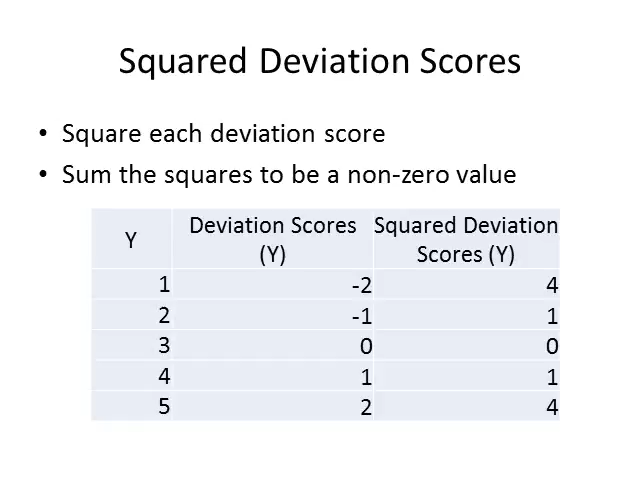 Squared Deviation Scores
• Square each deviation score
• Sum the squares to be a non-zero value
Y Deviation Scores (Y) Squared Deviation Scores (Y)
1 -2 4
2 -1 1
3 0 0
4 1 1
5 2 4